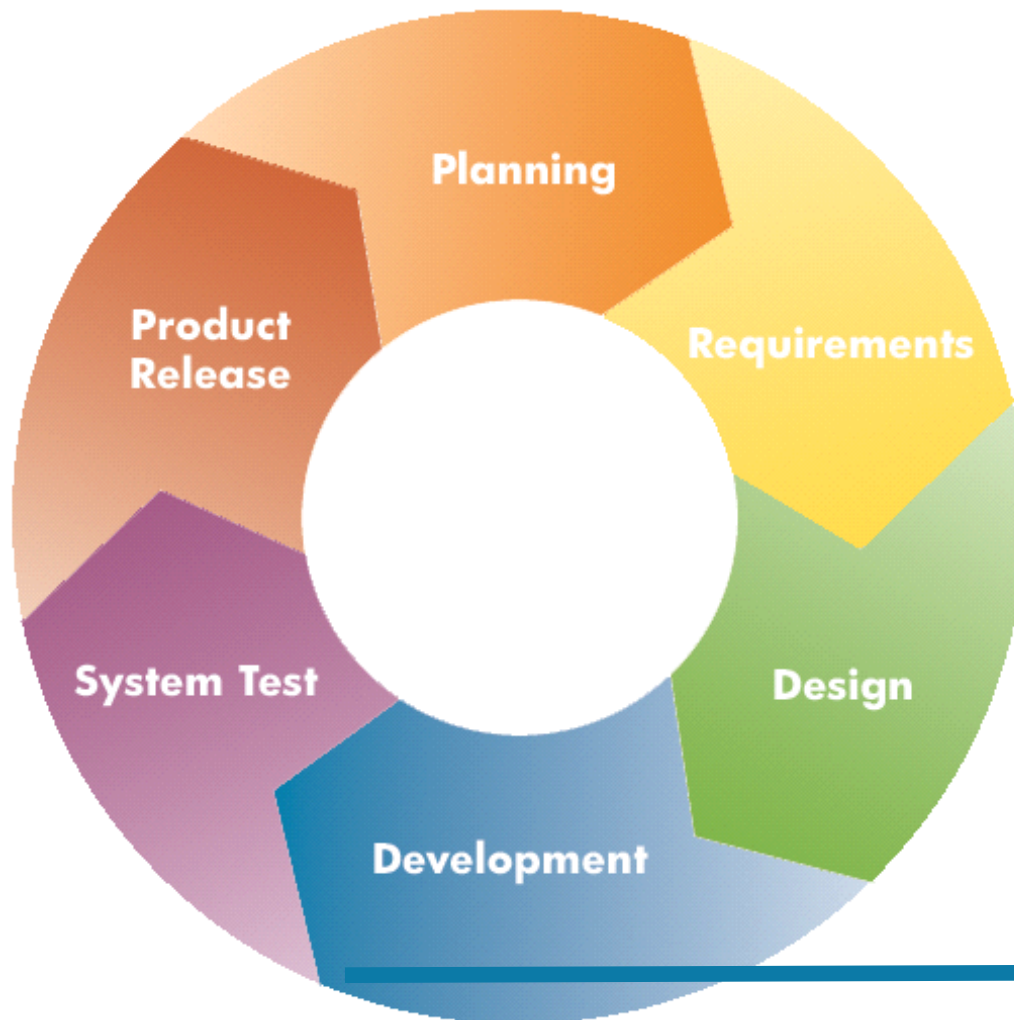 Planning
Requirements
Design
Development
System Test
Product
Release